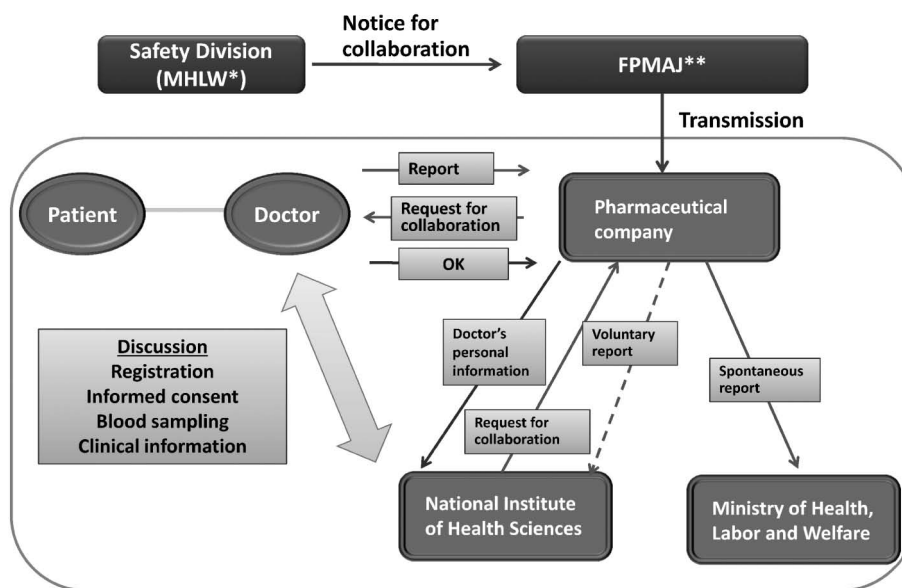 Notice for
collaboration
Safety Division
(MHLW*)
FPMAJ**
Transmission
Patient
Doctor
Report
Request for
collaboration
OK
Pharmaceutical
company
Discussion
Registration
Informed consent
Blood sampling
Clinical information
Doctor's
personal
information
Request for
collaboration
Voluntary
report
Spontaneous
report
National Institute
of Health Sciences
Ministry of Health,
Labor and Welfare